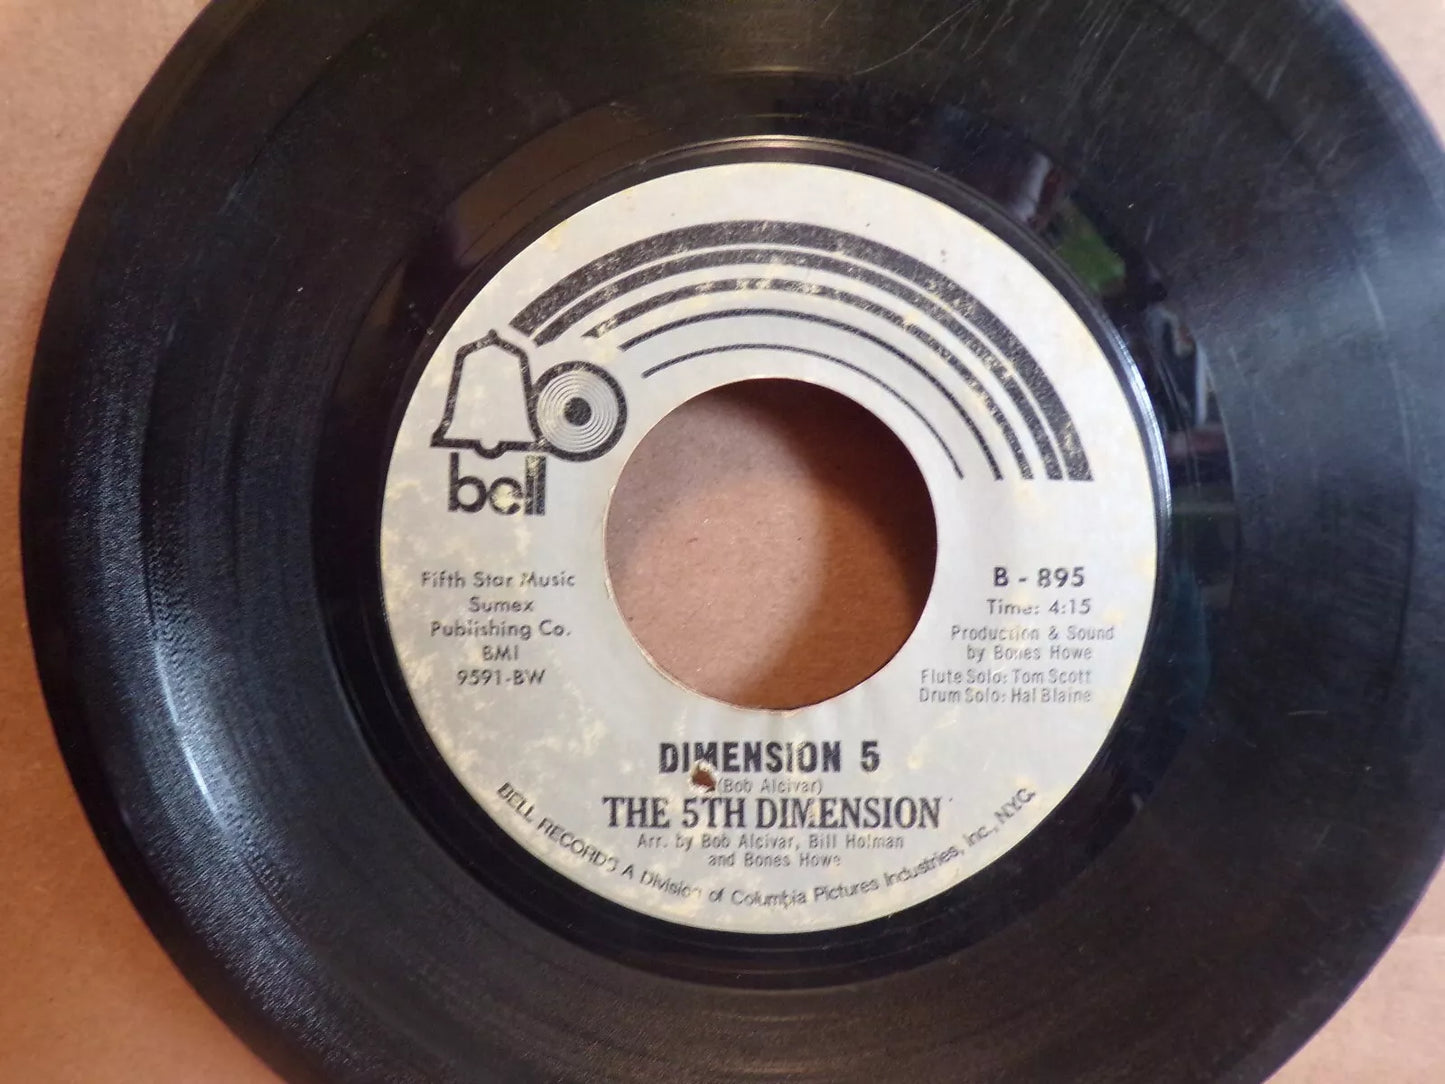 bell
Fifth Star Music
Sumex
Publishing Co.
BMI
9591-BW
B - 895
Time: 4:15
Production & Sound
by Bones Howe
Flute Solo: Tom Scott
Drum Solo: Hal Blaine
DIMENSION 5
(Bob Alcivar)
THE 5TH DIMENSION
Arr. by Bob Alcivar, Bill Holman
and Bones Howe
BELL RECORDS A Division of Columbia Pictures Industries, Inc., N.Y.C.